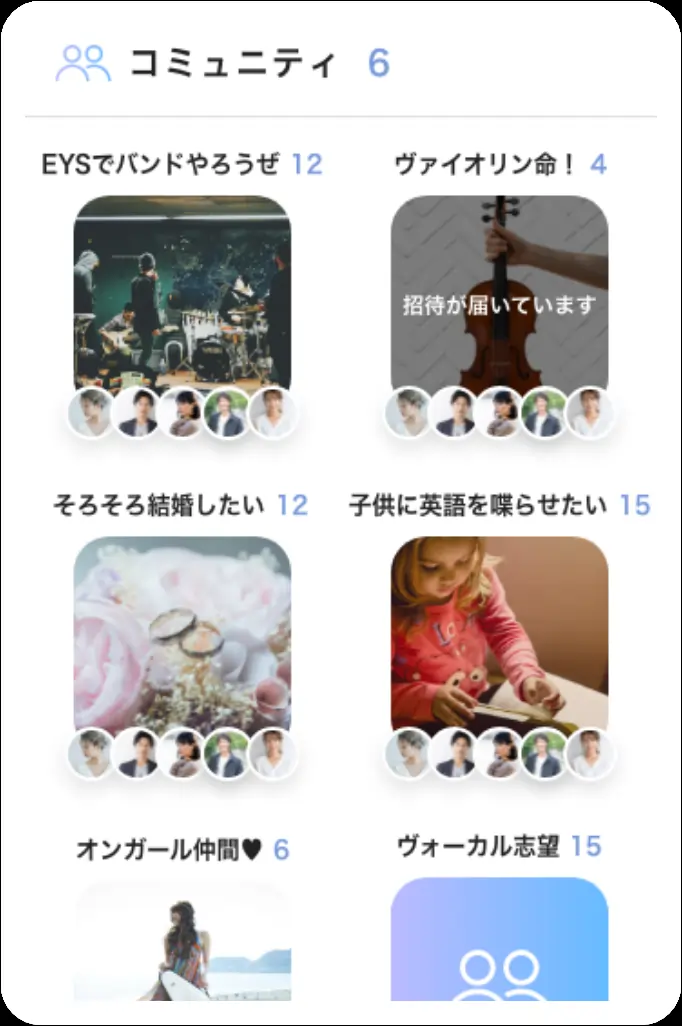 コミュニティ 6
EYSでバンドやろうぜ 12
ヴァイオリン命！ 4
招待が届いています
そろそろ結婚したい 12
子供に英語を喋らせたい 15
オンガール仲間♥ 6
ヴォーカル志望 15